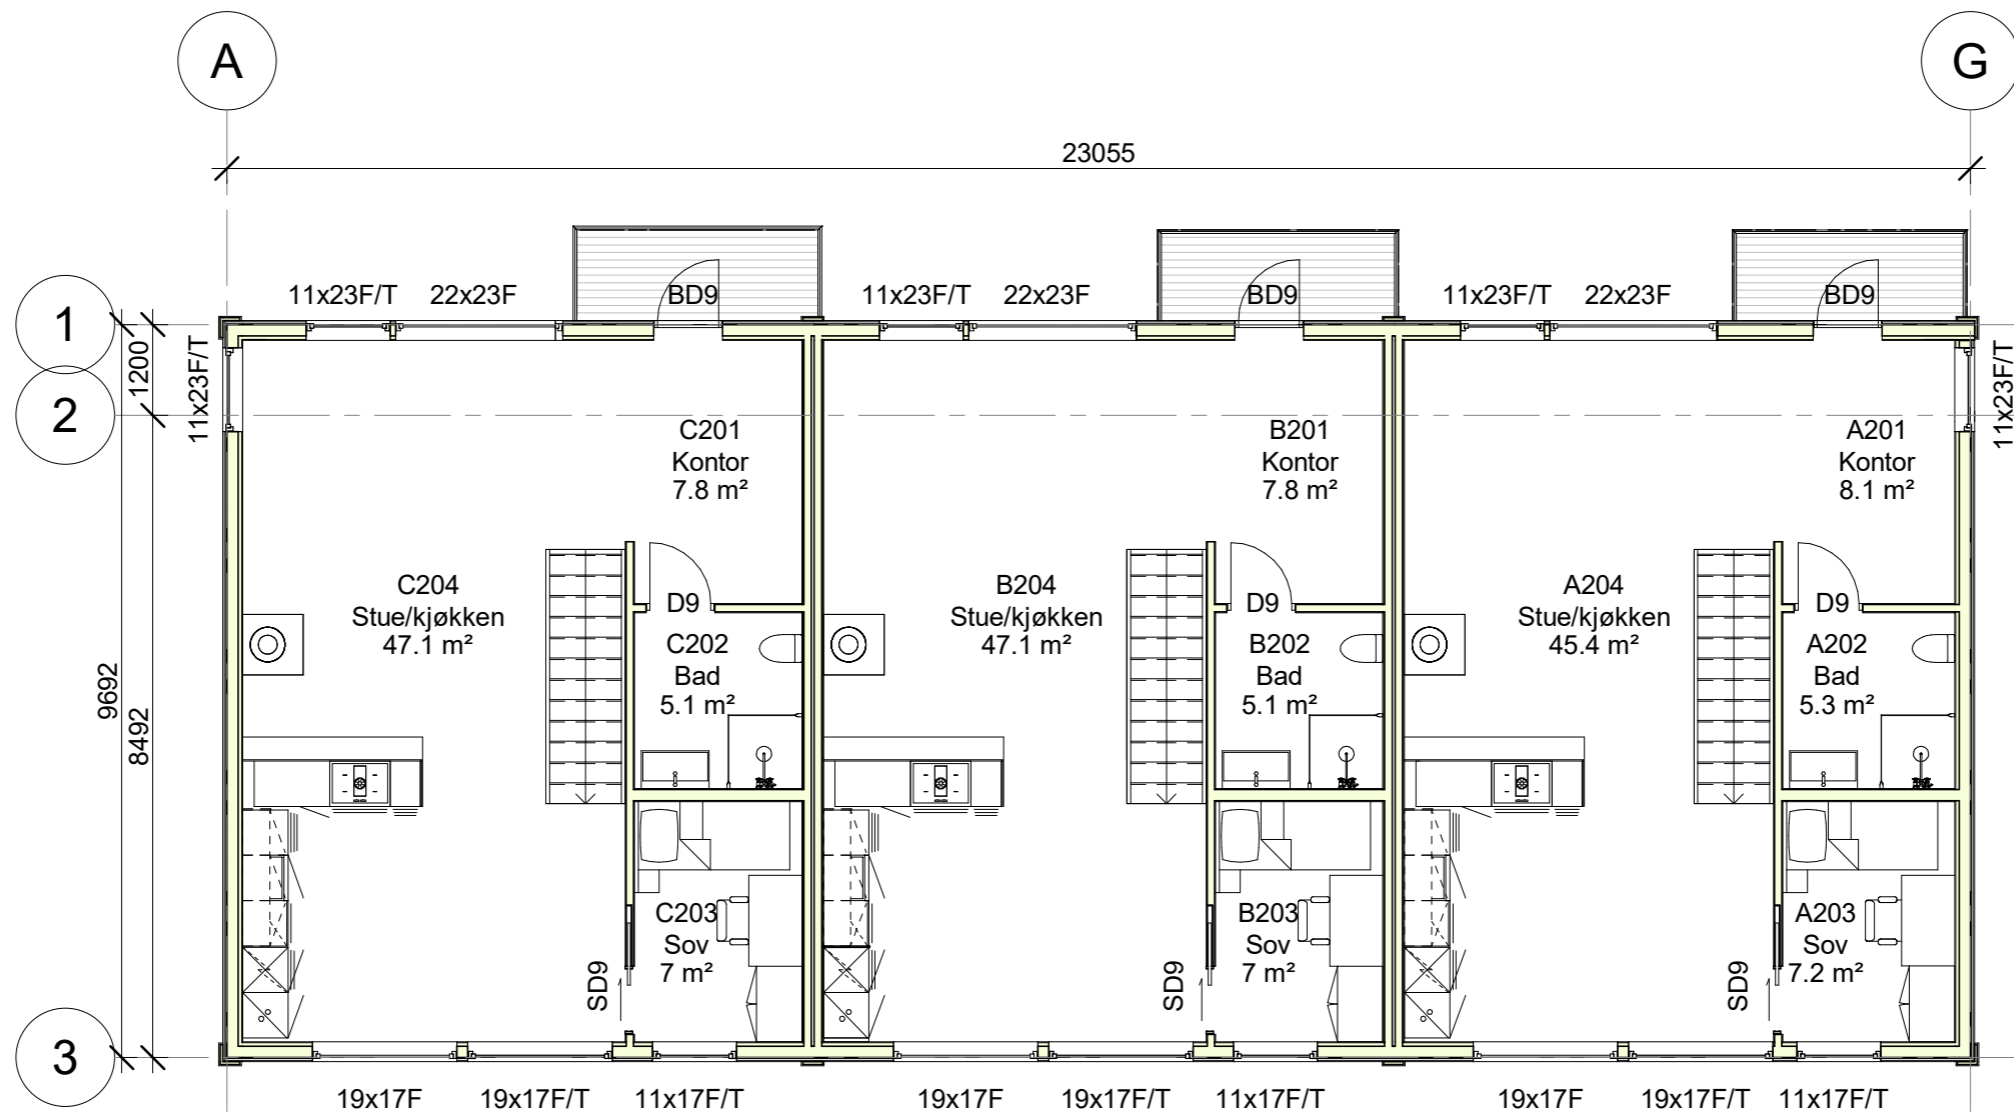 A
G
23055
11x23F/T 22x23F BD9 11x23F/T 22x23F BD9 11x23F/T 22x23F BD9
1
2
3
1200
8492
9692
11x23F/T
11x23F/T
C201
Kontor
7.8 m²
B201
Kontor
7.8 m²
A201
Kontor
8.1 m²
C204
Stue/kjøkken
47.1 m²
D9
C202
Bad
5.1 m²
B204
Stue/kjøkken
47.1 m²
D9
B202
Bad
5.1 m²
A204
Stue/kjøkken
45.4 m²
D9
A202
Bad
5.3 m²
C203
Sov
7 m²
SD9
B203
Sov
7 m²
SD9
A203
Sov
7.2 m²
SD9
19x17F 19x17F/T 11x17F/T 19x17F 19x17F/T 11x17F/T 19x17F 19x17F/T 11x17F/T